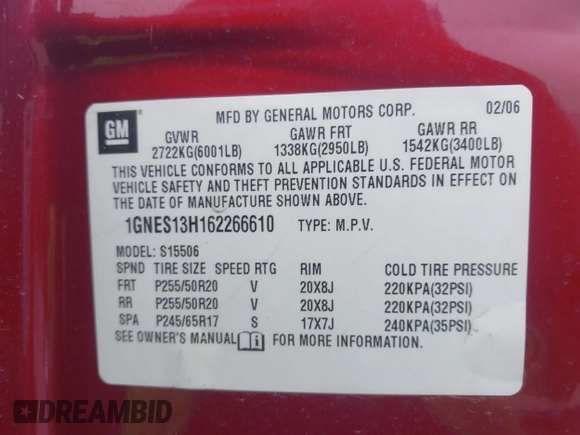 GM
MFD BY GENERAL MOTORS CORP. 02/06
GVWR GAWR FRT GAWR RR
2722KG(6001LB) 1338KG(2950LB) 1542KG(3400LB)
THIS VEHICLE CONFORMS TO ALL APPLICABLE U.S. FEDERAL MOTOR
VEHICLE SAFETY AND THEFT PREVENTION STANDARDS IN EFFECT ON
THE DATE OF MANUFACTURE SHOWN ABOVE.
1GNES13H162266610 TYPE: M.P.V.
MODEL: S15506
SPND TIRE SIZE SPEED RTG RIM COLD TIRE PRESSURE
FRT P255/50R20 V 20X8J 220KPA(32PSI)
RR P255/50R20 V 20X8J 220KPA(32PSI)
SPA P245/65R17 S 17X7J 240KPA(35PSI)
SEE OWNER'S MANUAL FOR MORE INFORMATION.
DREAMBID